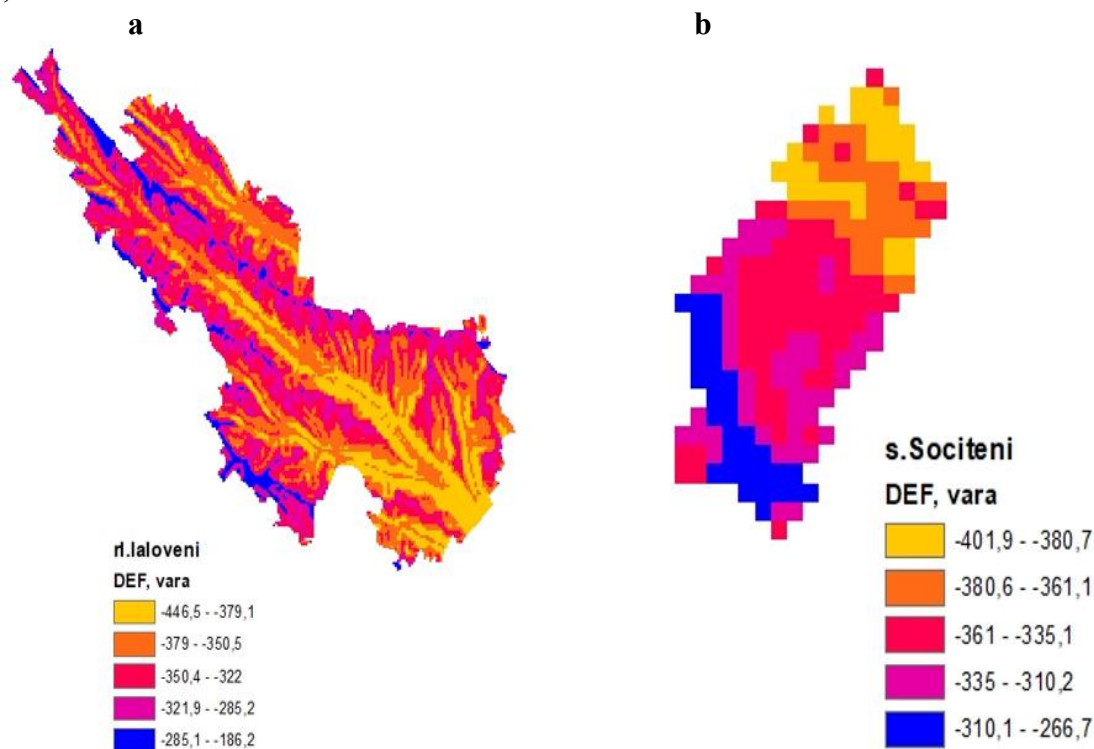 a
b
rl.Ialoveni
DEF, vara
-446,5 - -379,1
-379 - -350,5
-350,4 - -322
-321,9 - -285,2
-285,1 - -186,2
s.Sociteni
DEF, vara
-401,9 - -380,7
-380,6 - -361,1
-361 - -335,1
-335 - -310,2
-310,1 - -266,7